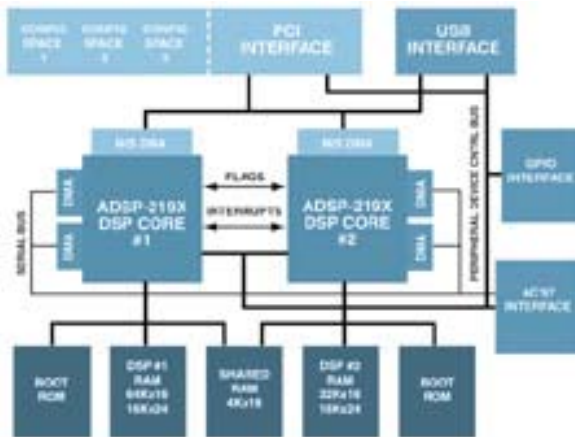 CONFIG
SPACE
1
CONFIG
SPACE
2
CONFIG
SPACE
3
PCI
INTERFACE
USB
INTERFACE
DMA
DMA
ADSP-219X
DSP CORE
#1
FLAGS
INTERRUPTS
ADSP-219X
DSP CORE
#2
DMA
DMA
DMA
DMA
SERIAL BUS
PERIPHERAL DEVICE CNTRL BUS
GPIO
INTERFACE
AC'97
INTERFACE
BOOT
ROM
DSP #1
RAM
64Kx16
16Kx24
SHARED
RAM
4Kx16
DSP #2
RAM
32Kx16
16Kx24
BOOT
ROM